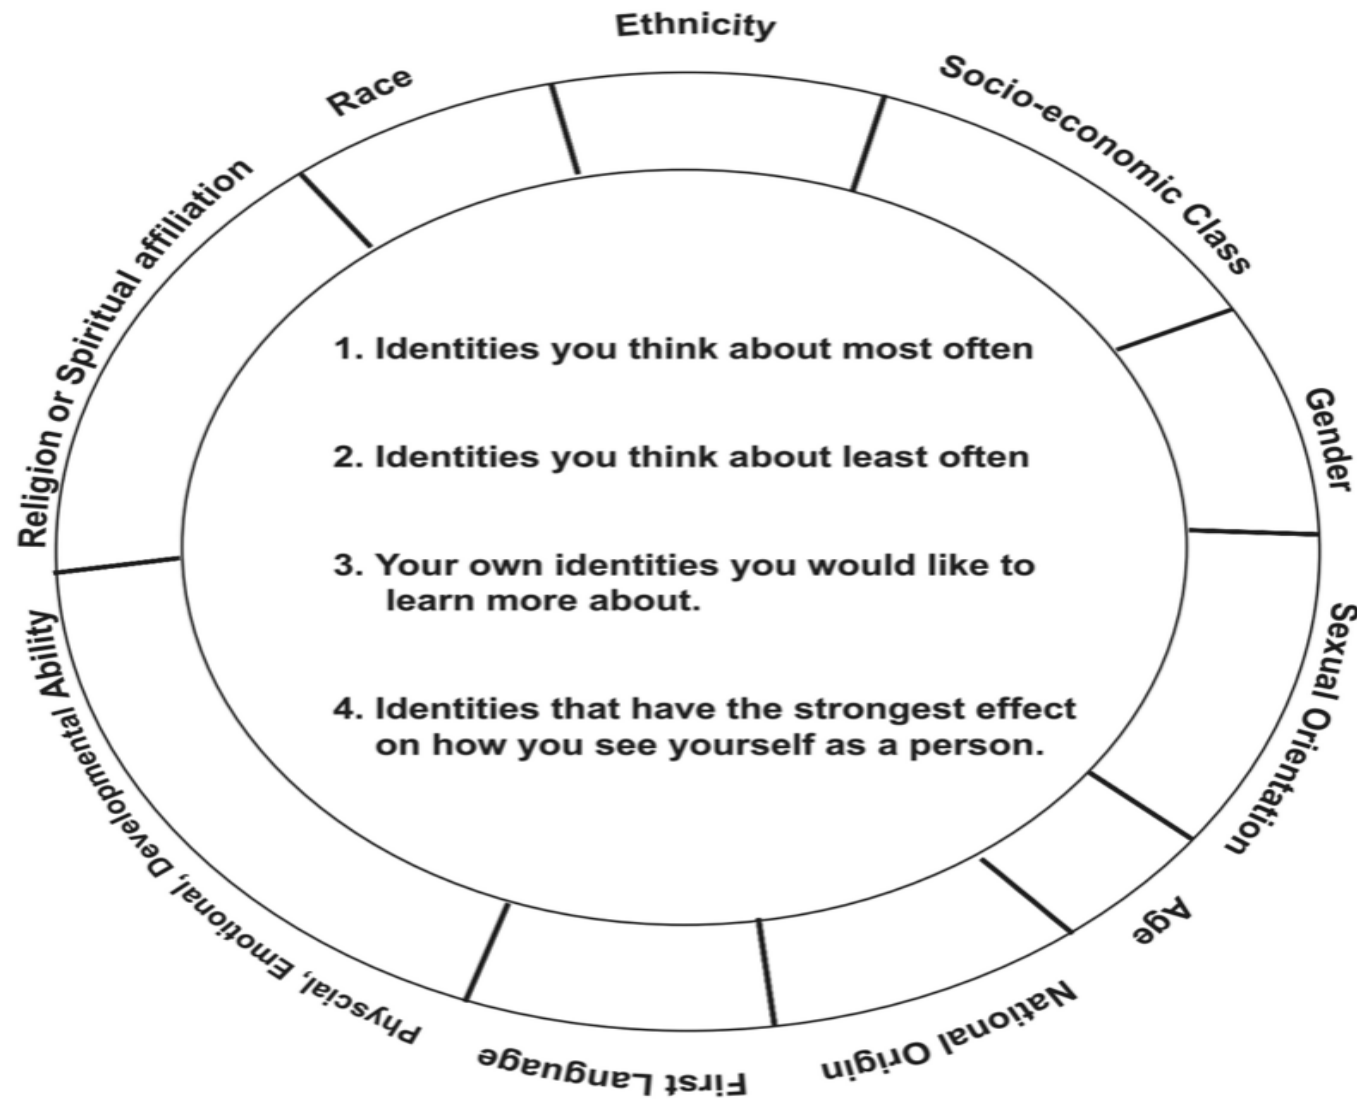 Ethnicity
Socio-economic Class
Gender
Sexual Orientation
Age
National Origin
First Language
Physcial, Emotional, Developmental Ability
Religion or Spiritual affiliation
Race
1. Identities you think about most often
2. Identities you think about least often
3. Your own identities you would like to
learn more about.
4. Identities that have the strongest effect
on how you see yourself as a person.